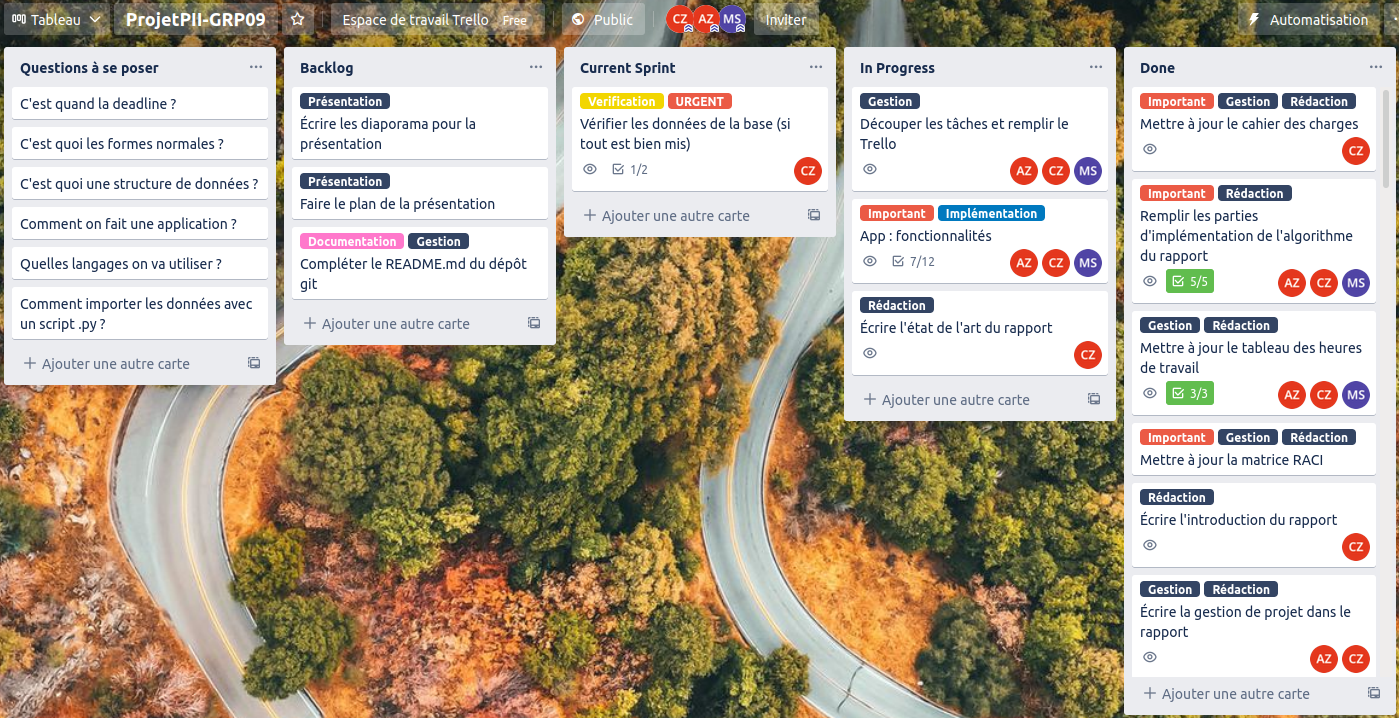 Tableau
ProjetPII-GRP09
Espace de travail Trello Free
Public
CZ AZ MS
Inviter
Automatisation
Questions à se poser
C'est quand la deadline ?
C'est quoi les formes normales ?
C'est quoi une structure de données ?
Comment on fait une application ?
Quelles langages on va utiliser ?
Comment importer les données avec
un script .py ?
Ajouter une autre carte
Backlog
Présentation
Écrire les diaporama pour la
présentation
Présentation
Faire le plan de la présentation
Documentation Gestion
Compléter le README.md du dépôt
git
Ajouter une autre carte
Current Sprint
Verification URGENT
Vérifier les données de la base (si
tout est bien mis)
1/2 CZ
Ajouter une autre carte
In Progress
Gestion
Découper les tâches et remplir le
Trello
AZ CZ MS
Important Implémentation
App : fonctionnalités
7/12 AZ CZ MS
Rédaction
Écrire l'état de l'art du rapport
CZ
Ajouter une autre carte
Done
Important Gestion Rédaction
Mettre à jour le cahier des charges
CZ
Important Rédaction
Remplir les parties
d'implémentation de l'algorithme
du rapport
5/5 AZ CZ MS
Gestion Rédaction
Mettre à jour le tableau des heures
de travail
3/3 AZ CZ MS
Important Gestion Rédaction
Mettre à jour la matrice RACI
Rédaction
Écrire l'introduction du rapport
CZ
Gestion Rédaction
Écrire la gestion de projet dans le
rapport
AZ CZ
Ajouter une autre carte